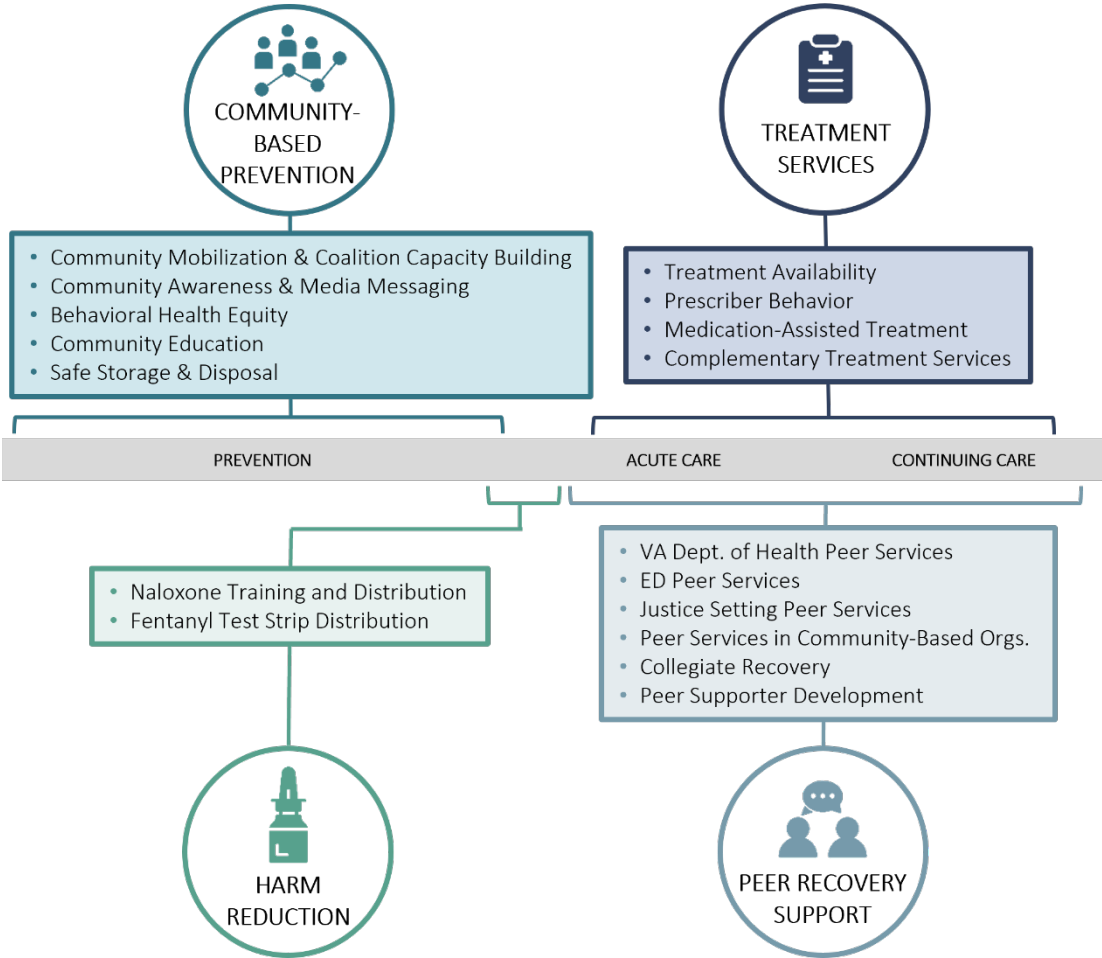 COMMUNITY-
BASED
PREVENTION
TREATMENT
SERVICES
• Community Mobilization & Coalition Capacity Building
• Community Awareness & Media Messaging
• Behavioral Health Equity
• Community Education
• Safe Storage & Disposal
• Treatment Availability
• Prescriber Behavior
• Medication-Assisted Treatment
• Complementary Treatment Services
PREVENTION
ACUTE CARE
CONTINUING CARE
• Naloxone Training and Distribution
• Fentanyl Test Strip Distribution
• VA Dept. of Health Peer Services
• ED Peer Services
• Justice Setting Peer Services
• Peer Services in Community-Based Orgs.
• Collegiate Recovery
• Peer Supporter Development
HARM
REDUCTION
PEER RECOVERY
SUPPORT